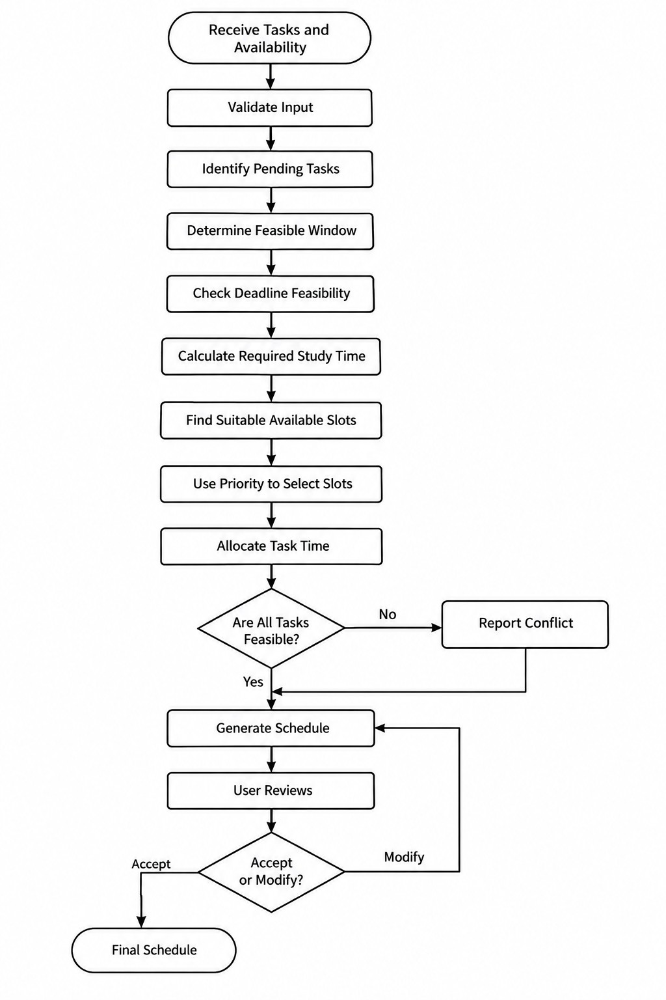 Receive Tasks and
Availability
Validate Input
Identify Pending Tasks
Determine Feasible Window
Check Deadline Feasibility
Calculate Required Study Time
Find Suitable Available Slots
Use Priority to Select Slots
Allocate Task Time
Are All Tasks
Feasible?
No
Report Conflict
Yes
Generate Schedule
User Reviews
Accept
or Modify?
Modify
Accept
Final Schedule